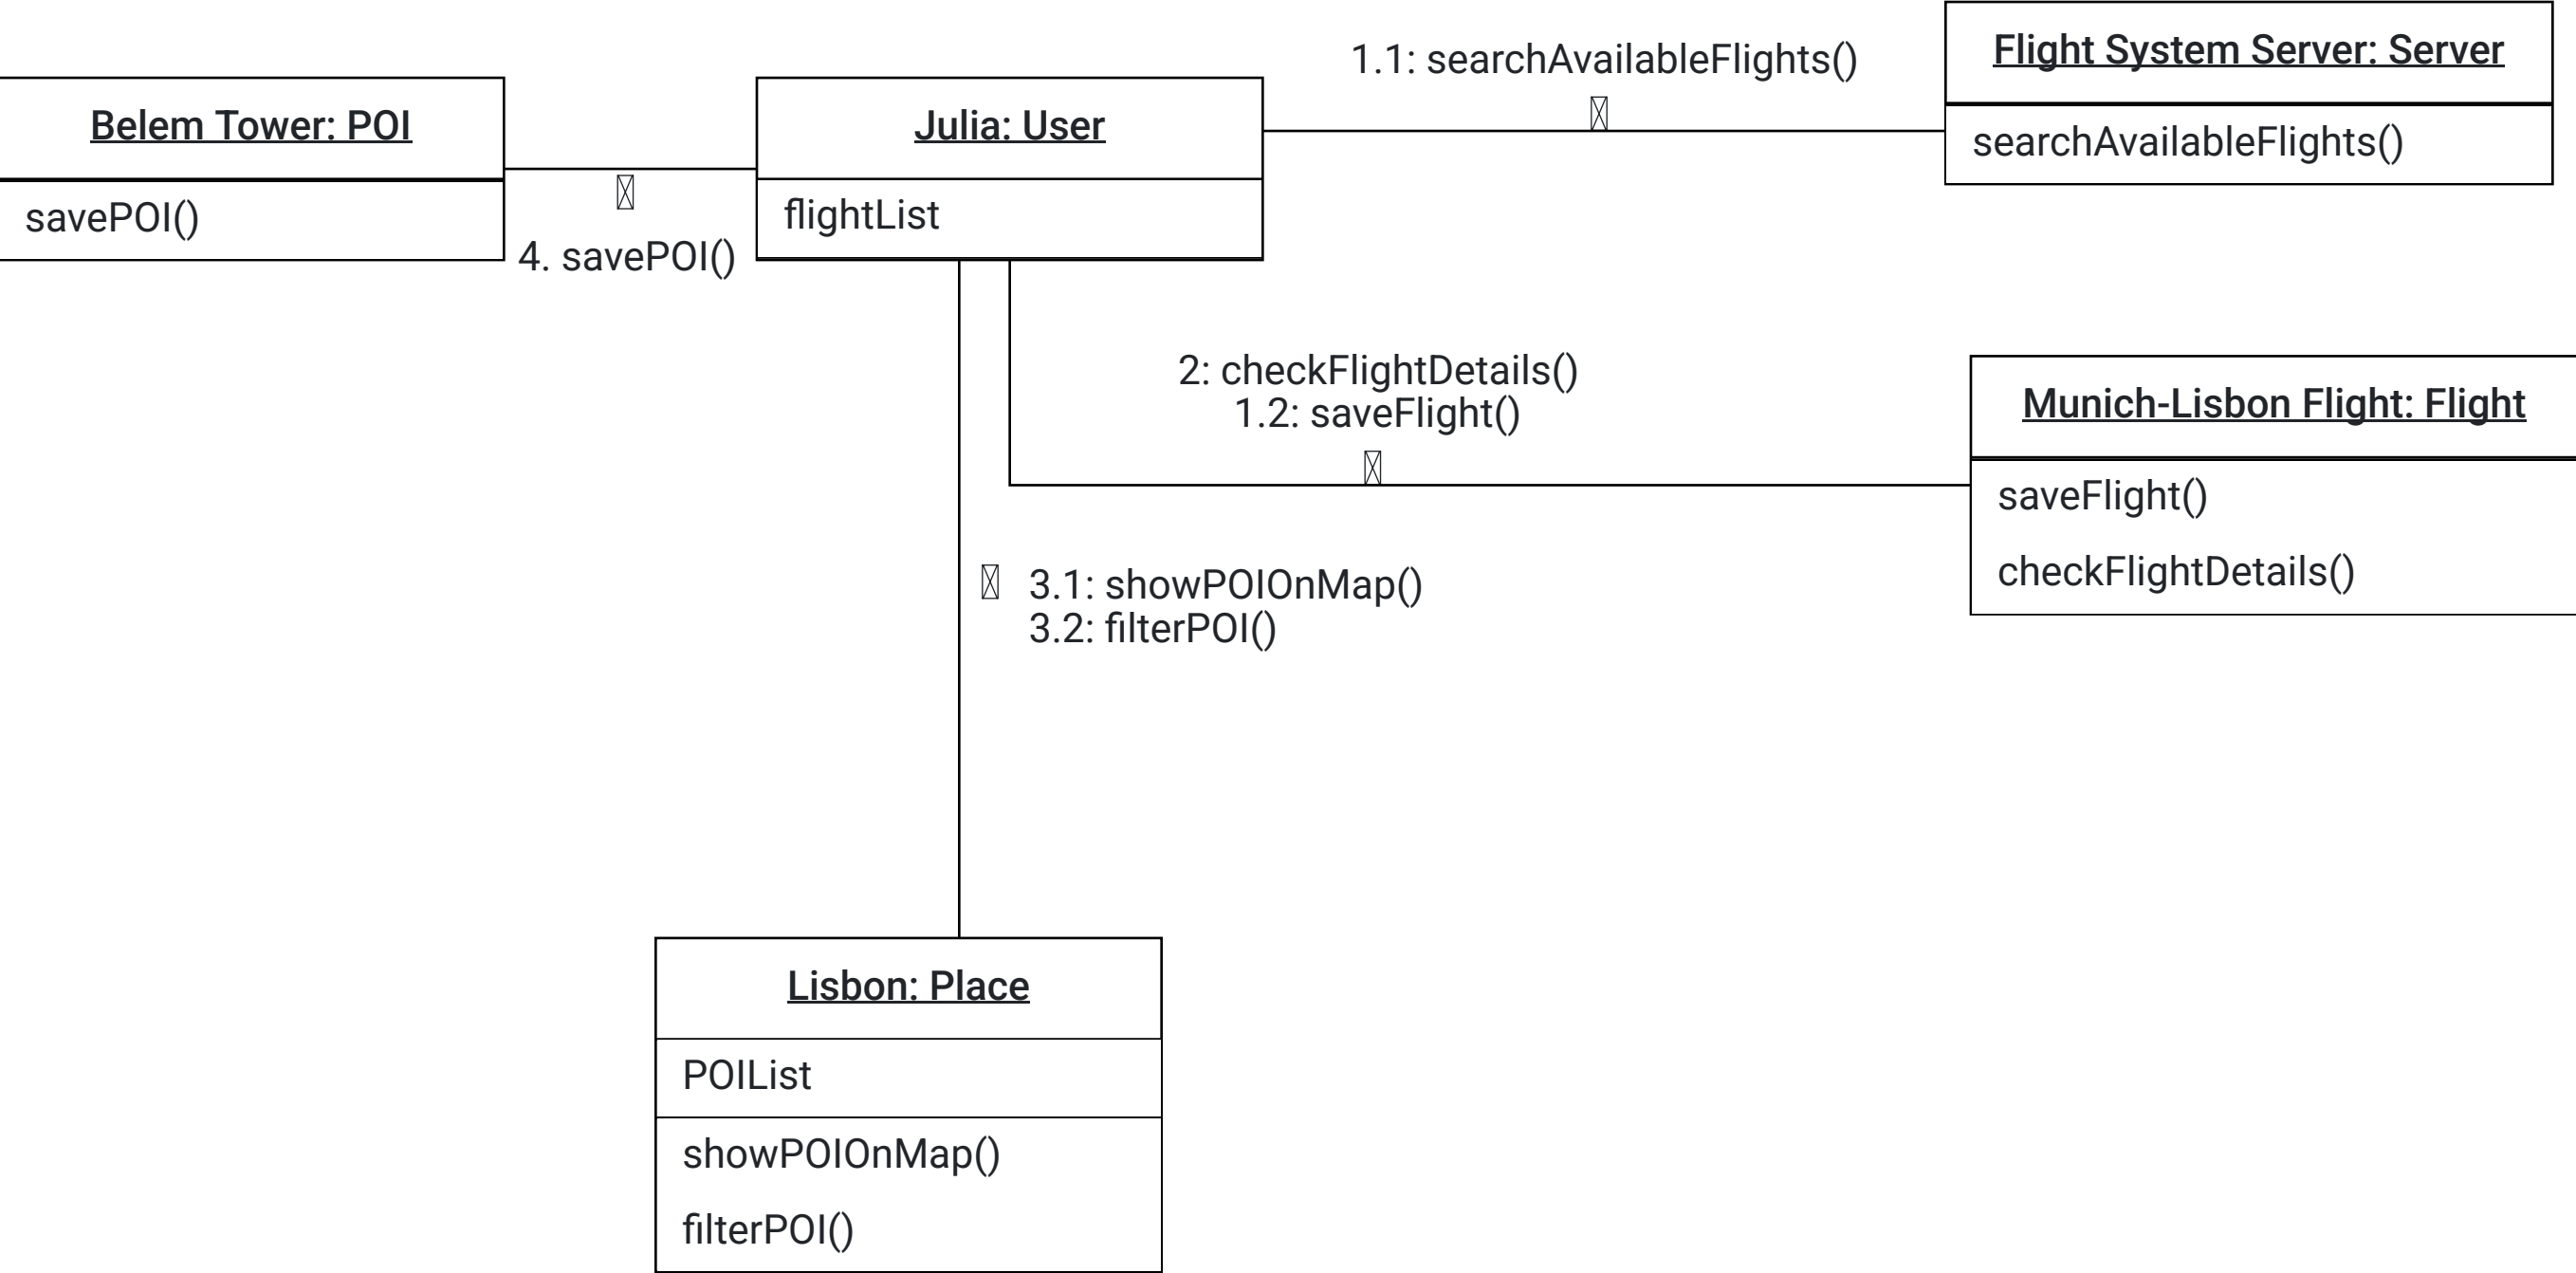 Belem Tower: POI
savePOI()
4. savePOI()
Julia: User
flightList
1.1: searchAvailableFlights()
Flight System Server: Server
searchAvailableFlights()
2: checkFlightDetails()
1.2: saveFlight()
Munich-Lisbon Flight: Flight
saveFlight()
checkFlightDetails()
3.1: showPOIOnMap()
3.2: filterPOI()
Lisbon: Place
POIList
showPOIOnMap()
filterPOI()